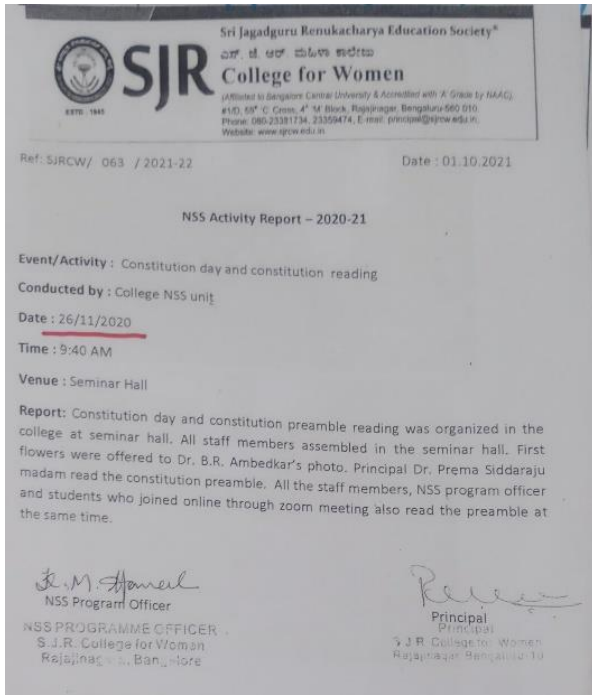 Sri Jagadguru Renukacharya Education Society®
ಎಸ್. ಜೆ. ಆರ್. ಮಹಿಳಾ ಕಾಲೇಜು
SJR College for Women
(Affiliated to Bangalore Central University & Accredited with 'A' Grade by NAAC),
Cross, 4th 'M' Block, Rajajinagar, Bengaluru-560 010.
Phone: 080-23391734, 23359474, E-mail: principal@sjrcw.edu.in
Website: www.sjrcw.edu.in
ESTD - 1945
Ref: SJRCW/ 063 / 2021-22
Date : 01.10.2021
NSS Activity Report – 2020-21
Event/Activity : Constitution day and constitution reading
Conducted by : College NSS unit
Date : 26/11/2020
Time : 9:40 AM
Venue : Seminar Hall
Report: Constitution day and constitution preamble reading was organized in the
college at seminar hall. All staff members assembled in the seminar hall. First
flowers were offered to Dr. B.R. Ambedkar's photo. Principal Dr. Prema Siddaraju
madam read the constitution preamble. All the staff members, NSS program officer
and students who joined online through zoom meeting also read the preamble at
the same time.
NSS Program Officer
NSS PROGRAMME OFFICER
S.J.R. College for Women
Principal
Principal
S J R College for Women